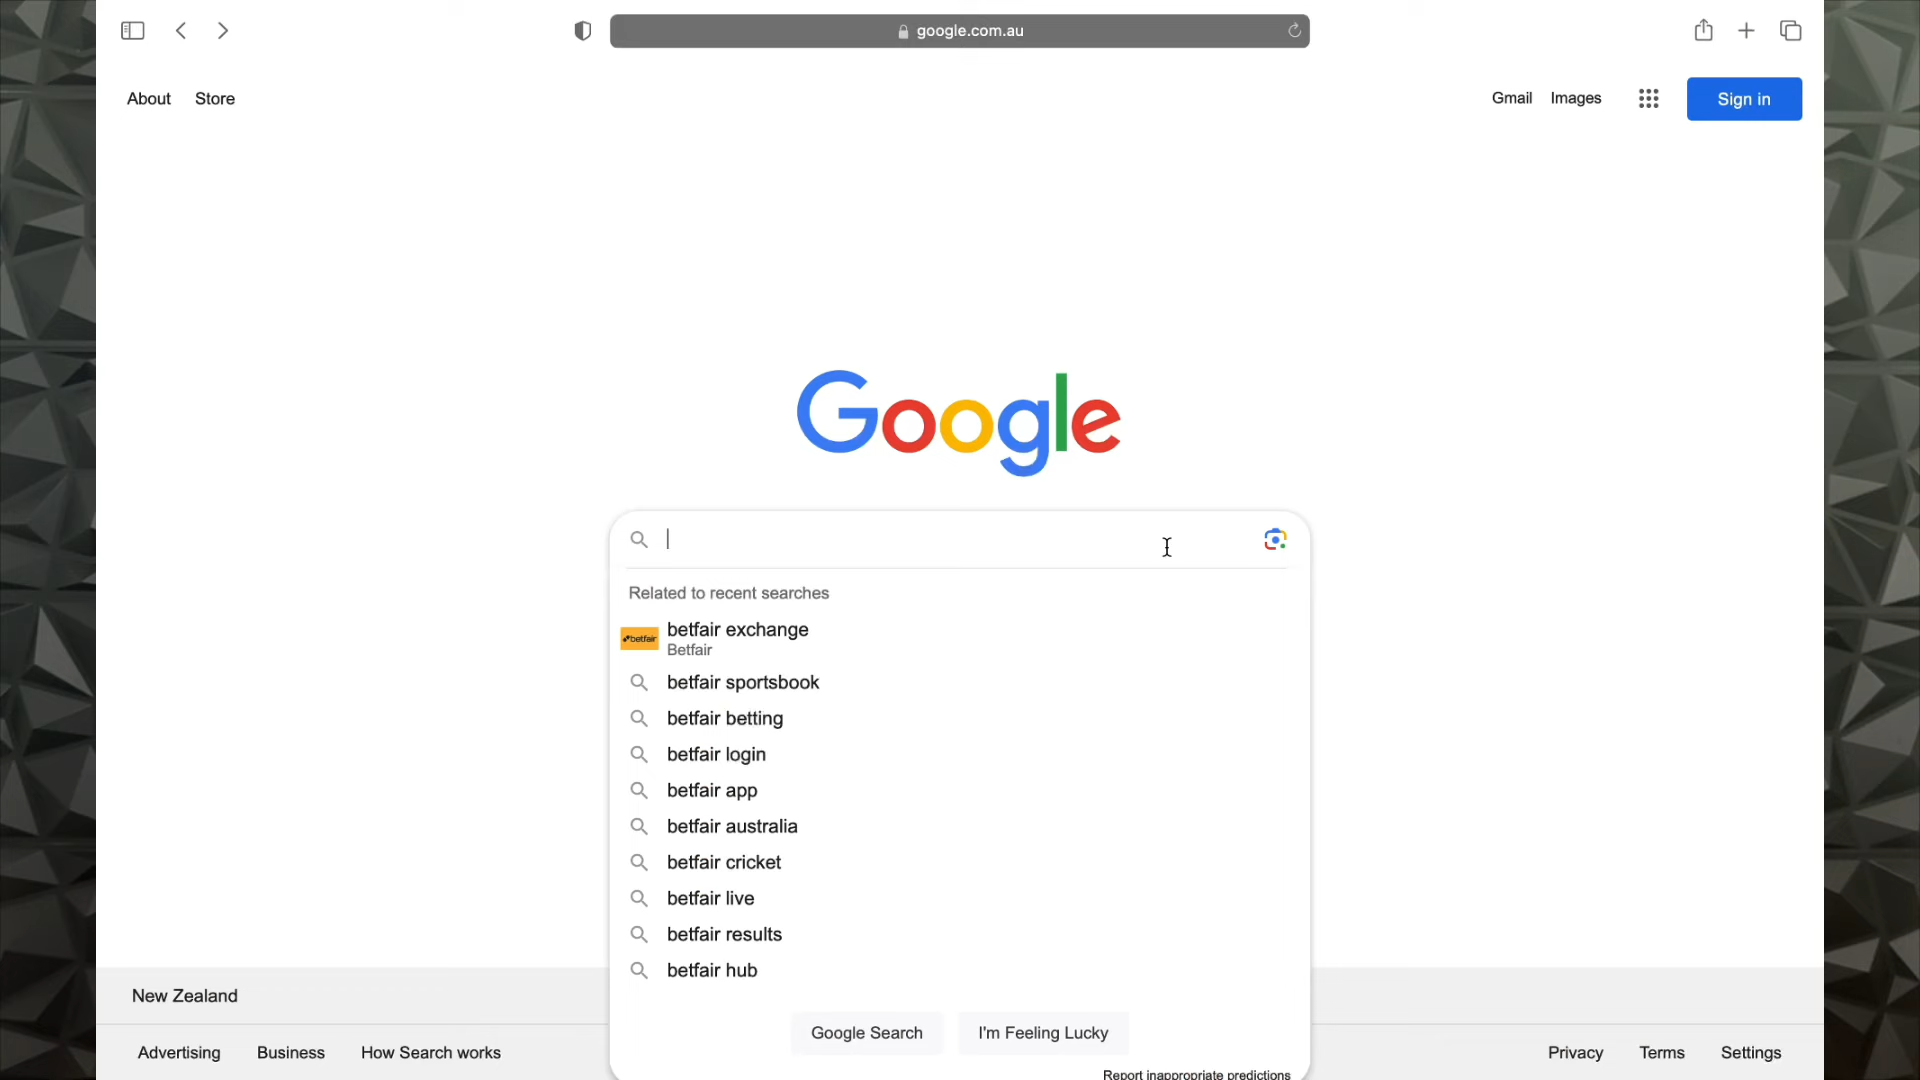 google.com.au
About Store
Gmail Images Sign in
Google
Related to recent searches
betfair betfair exchange
Betfair
betfair sportsbook
betfair betting
betfair login
betfair app
betfair australia
betfair cricket
betfair live
betfair results
betfair hub
New Zealand
Google Search I'm Feeling Lucky
Advertising Business How Search works
Privacy Terms Settings
Report inappropriate predictions